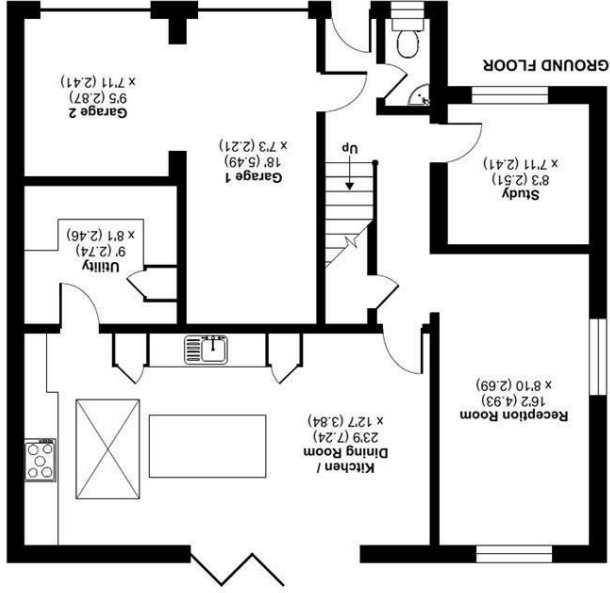 GROUND FLOOR
Reception Room
16'2 (4.93)
x 8'10 (2.69)
Kitchen /
Dining Room
23'9 (7.24)
x 12'7 (3.84)
Utility
9' (2.74)
x 8'1 (2.46)
Study
8'3 (2.51)
x 7'11 (2.41)
Up
Garage 1
18' (5.49)
x 7'3 (2.21)
Garage 2
9'5 (2.87)
x 7'11 (2.41)